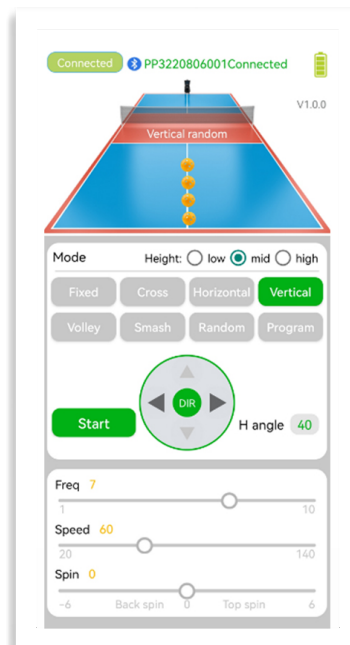 Connected PP3220806001Connected
V1.0.0
Vertical random
Mode Height: low mid high
Fixed Cross Horizontal Vertical
Volley Smash Random Program
DIR
Start H angle 40
Freq 7
1 10
Speed 60
20 140
Spin 0
-6 Back spin 0 Top spin 6